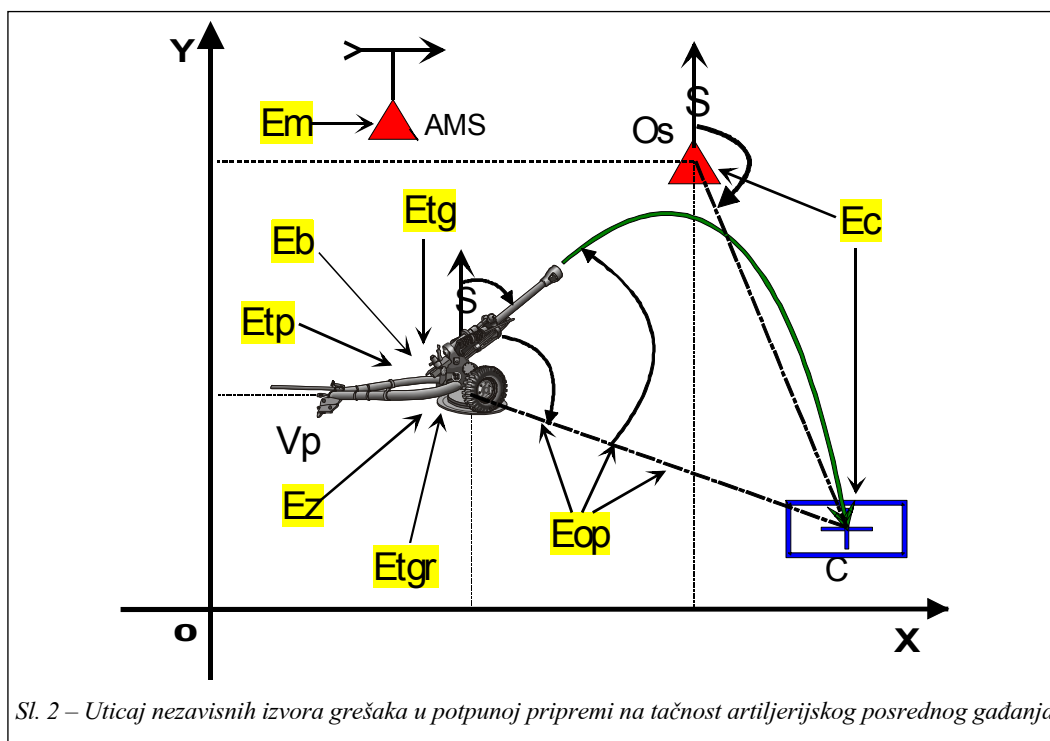 Y
Em
AMS
S
Os
Etg
Ec
Eb
S
Etp
Vp
Ez
Eop
Etgr
C
o
X
Sl. 2 – Uticaj nezavisnih izvora grešaka u potpunoj pripremi na tačnost artiljerijskog posrednog gađanja